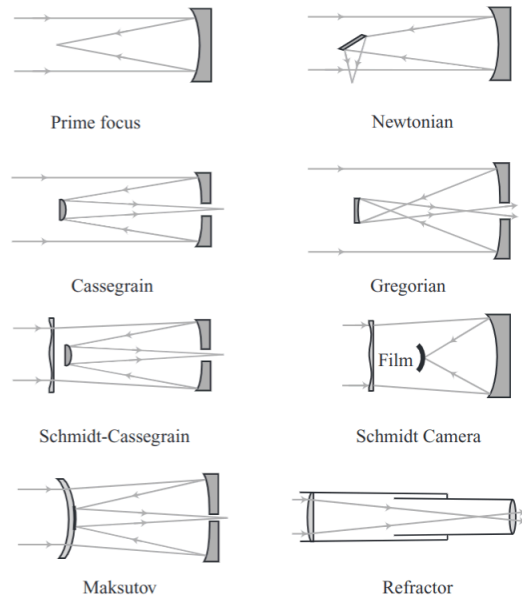 Prime focus
Newtonian
Cassegrain
Gregorian
Film
Schmidt-Cassegrain
Schmidt Camera
Maksutov
Refractor